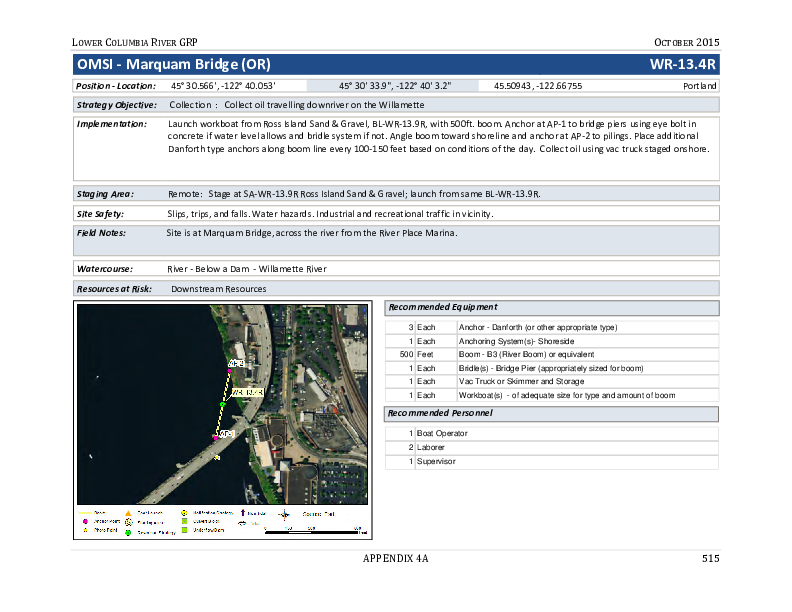 LOWER COLUMBIA RIVER GRP OCTOBER 2015
OMSI - Marquam Bridge (OR) WR-13.4R
Position - Location: 45° 30.566', -122° 40.053' 45° 30' 33.9", -122° 40' 3.2" 45.50943, -122.66755 Portland
Strategy Objective: Collection : Collect oil travelling downriver on the Willamette
Implementation: Launch workboat from Ross Island Sand & Gravel, BL-WR-13.9R, with 500ft. boom. Anchor at AP-1 to bridge piers using eye bolt in
concrete if water level allows and bridle system if not. Angle boom toward shoreline and anchor at AP-2 to pilings. Place additional
Danforth type anchors along boom line every 100-150 feet based on conditions of the day. Collect oil using vac truck staged onshore.
Staging Area: Remote: Stage at SA-WR-13.9R Ross Island Sand & Gravel; launch from same BL-WR-13.9R.
Site Safety: Slips, trips, and falls. Water hazards. Industrial and recreational traffic in vicinity.
Field Notes: Site is at Marquam Bridge, across the river from the River Place Marina.
Watercourse: River - Below a Dam - Willamette River
Resources at Risk: Downstream Resources
AP-2
WR-13.4R
AP-1
Recommended Equipment
3 Each Anchor - Danforth (or other appropriate type)
1 Each Anchoring System(s)- Shoreside
500 Feet Boom - B3 (River Boom) or equivalent
1 Each Bridle(s) - Bridge Pier (appropriately sized for boom)
1 Each Vac Truck or Skimmer and Storage
1 Each Workboat(s) - of adequate size for type and amount of boom
Recommended Personnel
1 Boat Operator
2 Laborer
1 Supervisor
Anchor Point
Photo Point
APPENDIX 4A 515